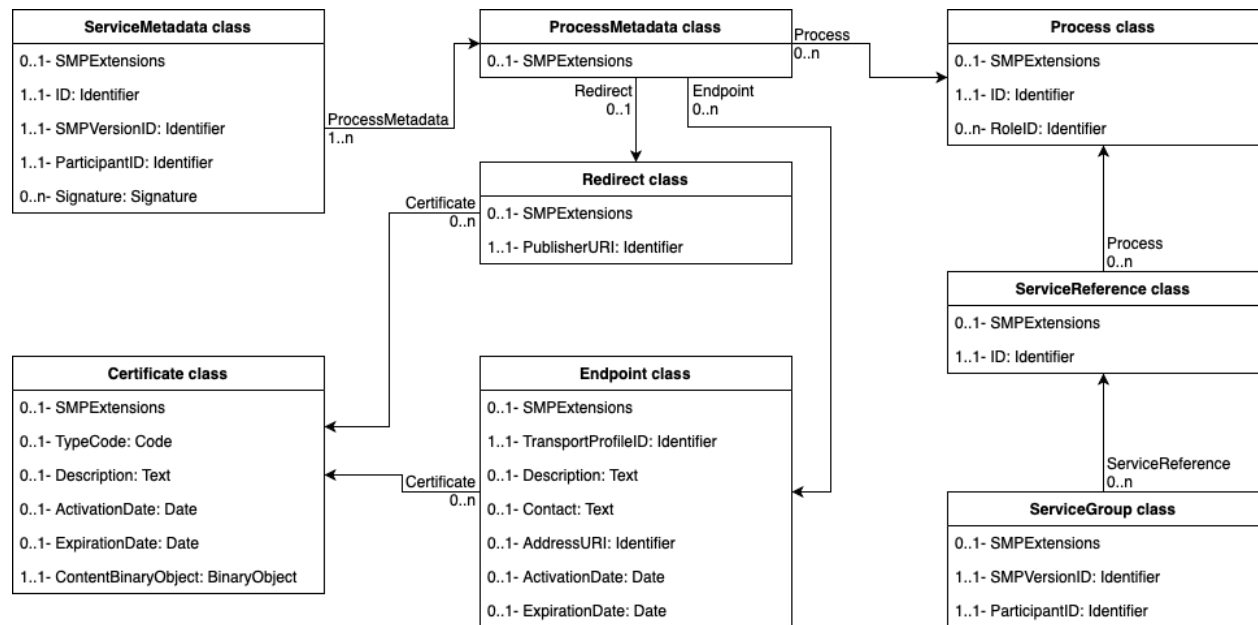 ServiceMetadata class
0..1- SMPExtensions
1..1- ID: Identifier
1..1- SMPVersionID: Identifier
1..1- ParticipantID: Identifier
0..n- Signature: Signature
ProcessMetadata
1..n
ProcessMetadata class
0..1- SMPExtensions
Process
0..n
Redirect
0..1
Endpoint
0..n
Process class
0..1- SMPExtensions
1..1- ID: Identifier
0..n- RoleID: Identifier
Redirect class
0..1- SMPExtensions
1..1- PublisherURI: Identifier
Certificate
0..n
Process
0..n
ServiceReference class
0..1- SMPExtensions
1..1- ID: Identifier
Certificate class
0..1- SMPExtensions
0..1- TypeCode: Code
0..1- Description: Text
0..1- ActivationDate: Date
0..1- ExpirationDate: Date
1..1- ContentBinaryObject: BinaryObject
Certificate
0..n
Endpoint class
0..1- SMPExtensions
1..1- TransportProfileID: Identifier
0..1- Description: Text
0..1- Contact: Text
0..1- AddressURI: Identifier
0..1- ActivationDate: Date
0..1- ExpirationDate: Date
ServiceReference
0..n
ServiceGroup class
0..1- SMPExtensions
1..1- SMPVersionID: Identifier
1..1- ParticipantID: Identifier